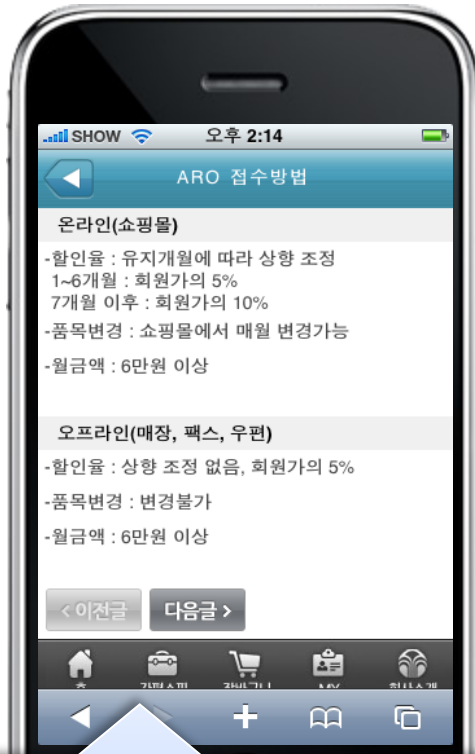 SHOW 오후 2:14
ARO 접수방법
온라인(쇼핑몰)
-할인율 : 유지개월에 따라 상향 조정
1~6개월 : 회원가의 5%
7개월 이후 : 회원가의 10%
-품목변경 : 쇼핑몰에서 매월 변경가능
-월금액 : 6만원 이상
오프라인(매장, 팩스, 우편)
-할인율 : 상향 조정 없음, 회원가의 5%
-품목변경 : 변경불가
-월금액 : 6만원 이상
< 이전글 다음글 >